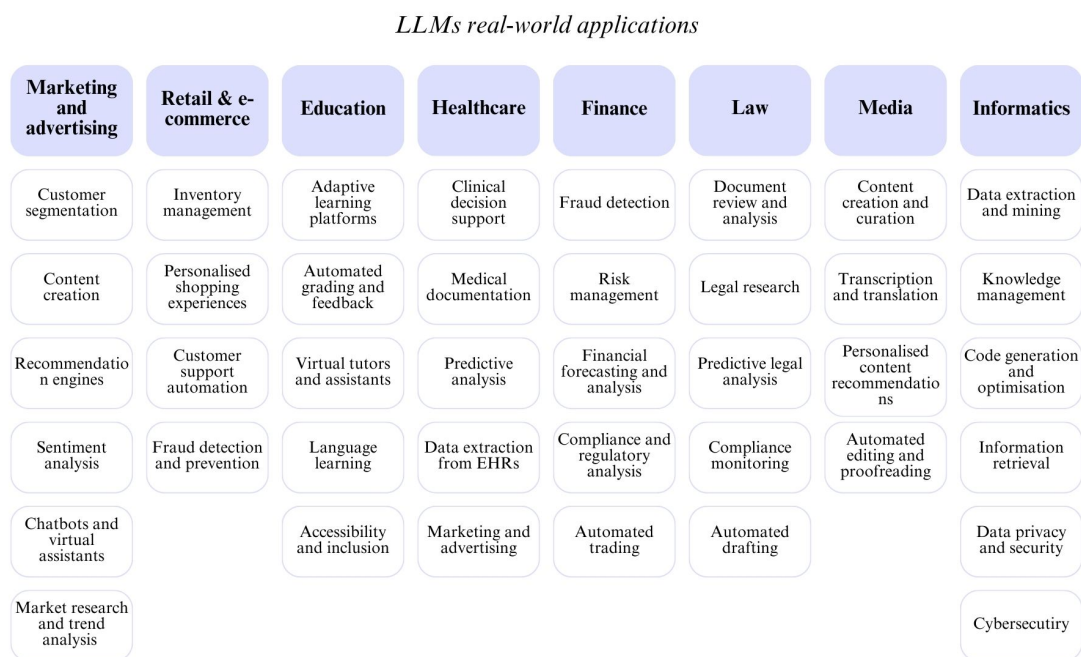 LLMs real-world applications
Marketing
and
advertising
Retail & e-
commerce
Education
Healthcare
Finance
Law
Media
Informatics
Customer
segmentation
Inventory
management
Adaptive
learning
platforms
Clinical
decision
support
Fraud detection
Document
review and
analysis
Content
creation and
curation
Data extraction
and mining
Content
creation
Personalised
shopping
experiences
Automated
grading and
feedback
Medical
documentation
Risk
management
Legal research
Transcription
and translation
Knowledge
management
Recommendatio
n engines
Customer
support
automation
Virtual tutors
and assistants
Predictive
analysis
Financial
forecasting and
analysis
Predictive legal
analysis
Personalised
content
recommendatio
ns
Code generation
and
optimisation
Sentiment
analysis
Fraud detection
and prevention
Language
learning
Data extraction
from EHRs
Compliance and
regulatory
analysis
Compliance
monitoring
Automated
editing and
proofreading
Information
retrieval
Chatbots and
virtual
assistants
Accessibility
and inclusion
Marketing and
advertising
Automated
trading
Automated
drafting
Data privacy
and security
Market research
and trend
analysis
Cybersecutiry